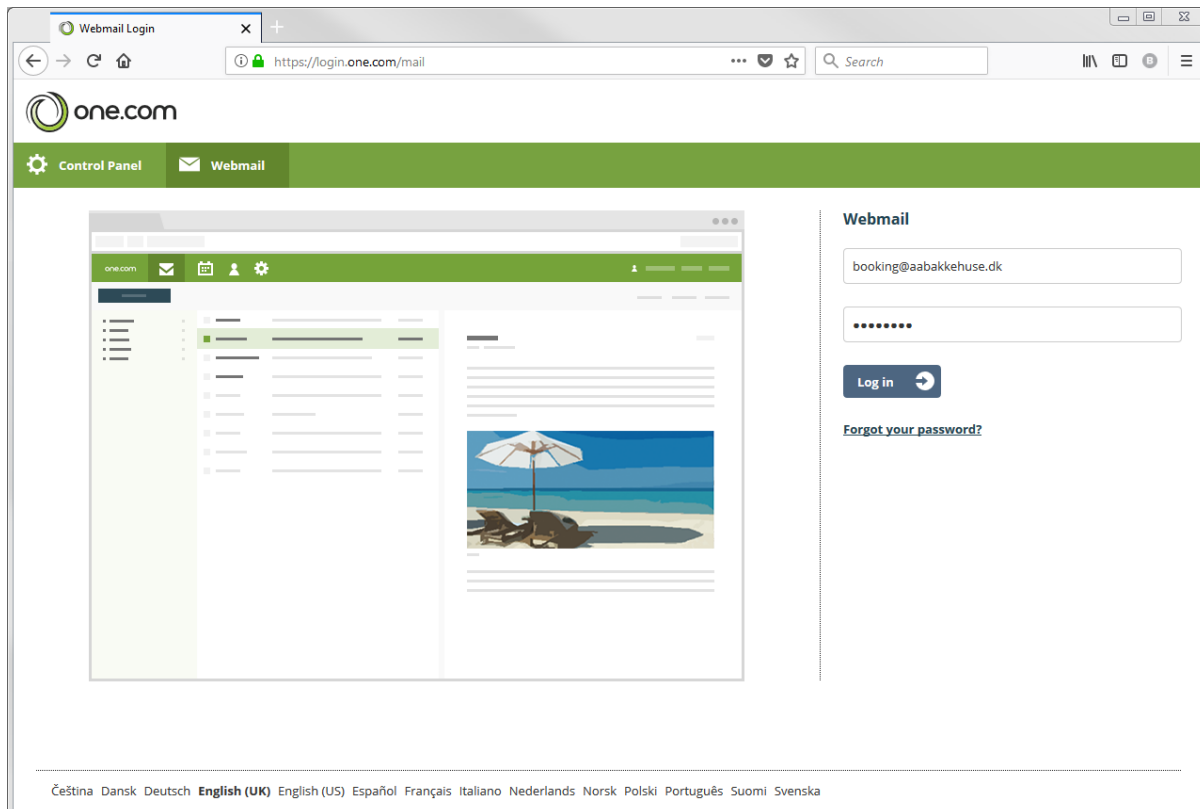 Webmail Login
https://login.one.com/mail
Search
B
one.com
Control Panel
Webmail
one.com
Webmail
booking@aabakkehuse.dk
••••••••
Log in
Forgot your password?
Čeština Dansk Deutsch English (UK) English (US) Español Français Italiano Nederlands Norsk Polski Português Suomi Svenska